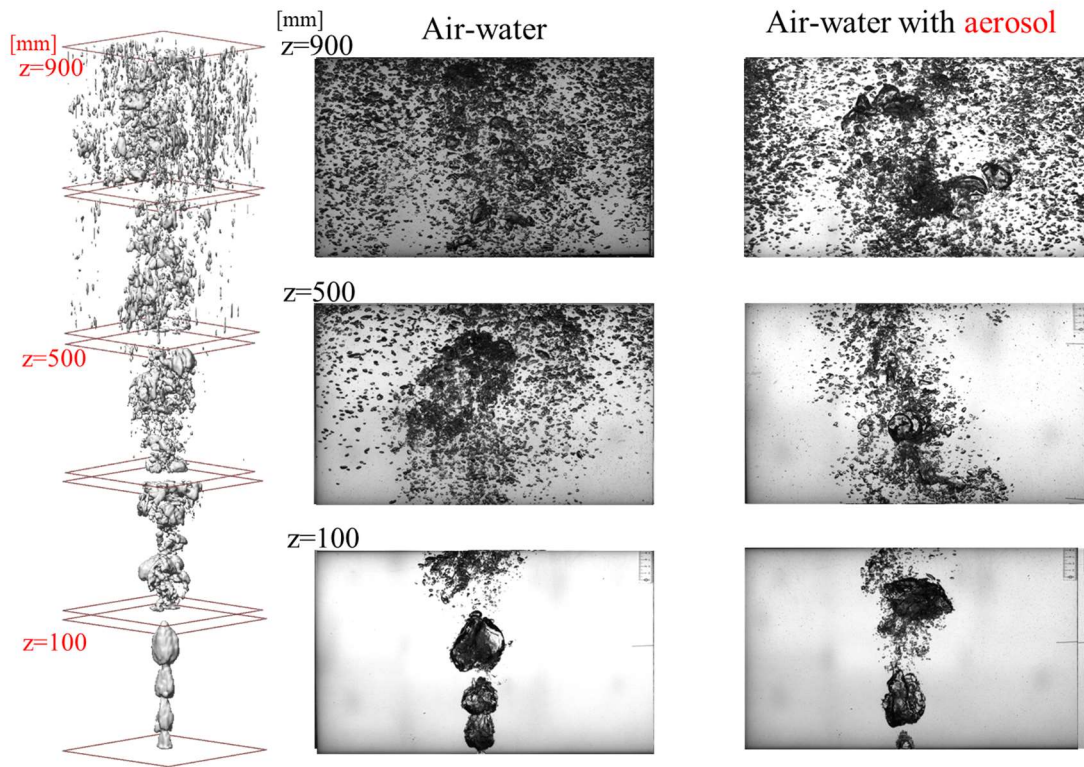 [mm]
z=900
z=500
z=100
[mm]
z=900
Air-water
Air-water with aerosol
z=500
z=100